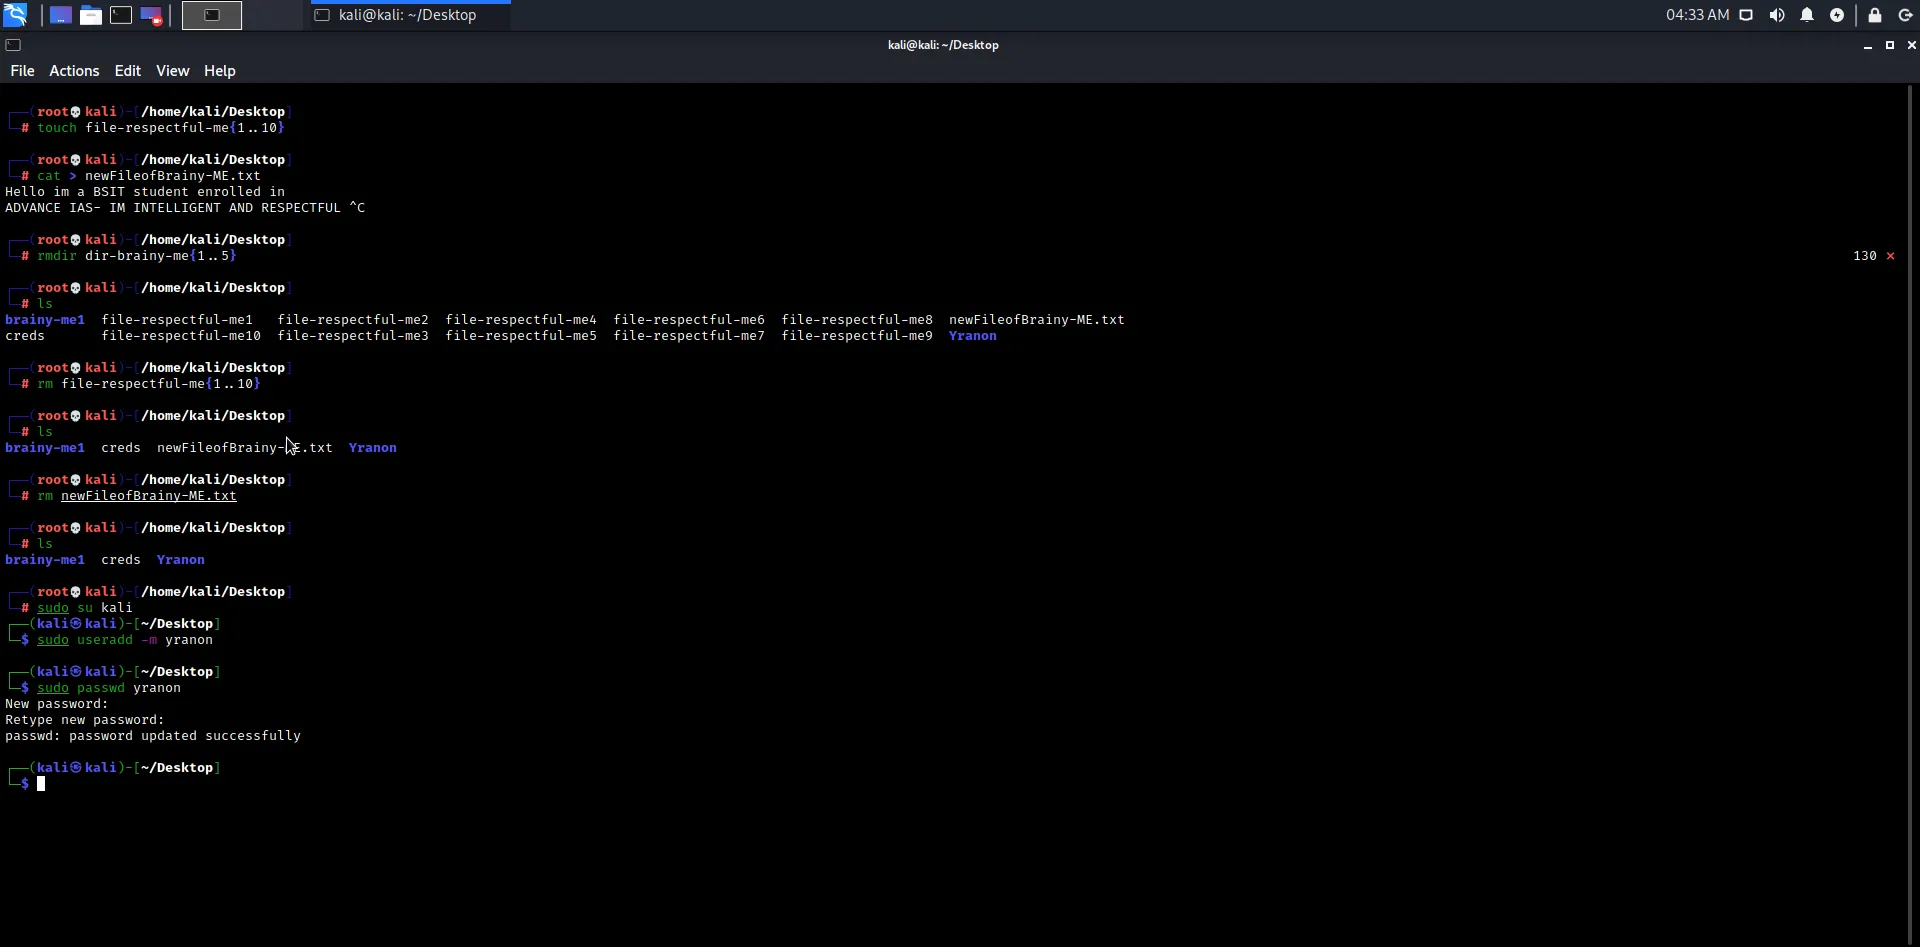 kali@kali: ~/Desktop
04:33 AM
kali@kali: ~/Desktop
File Actions Edit View Help
┌──(root💀kali)-[/home/kali/Desktop]
└─# touch file-respectful-me{1..10}
┌──(root💀kali)-[/home/kali/Desktop]
└─# cat > newFileofBrainy-ME.txt
Hello im a BSIT student enrolled in
ADVANCE IAS- IM INTELLIGENT AND RESPECTFUL ^C
┌──(root💀kali)-[/home/kali/Desktop]
└─# rmdir dir-brainy-me{1..5} 130 ⨯
┌──(root💀kali)-[/home/kali/Desktop]
└─# ls
brainy-me1 file-respectful-me1 file-respectful-me2 file-respectful-me4 file-respectful-me6 file-respectful-me8 newFileofBrainy-ME.txt
creds file-respectful-me10 file-respectful-me3 file-respectful-me5 file-respectful-me7 file-respectful-me9 Yranon
┌──(root💀kali)-[/home/kali/Desktop]
└─# rm file-respectful-me{1..10}
┌──(root💀kali)-[/home/kali/Desktop]
└─# ls
brainy-me1 creds newFileofBrainy-ME.txt Yranon
┌──(root💀kali)-[/home/kali/Desktop]
└─# rm newFileofBrainy-ME.txt
┌──(root💀kali)-[/home/kali/Desktop]
└─# ls
brainy-me1 creds Yranon
┌──(root💀kali)-[/home/kali/Desktop]
└─# sudo su kali
┌──(kali㉿kali)-[~/Desktop]
└─$ sudo useradd -m yranon
┌──(kali㉿kali)-[~/Desktop]
└─$ sudo passwd yranon
New password:
Retype new password:
passwd: password updated successfully
┌──(kali㉿kali)-[~/Desktop]
└─$